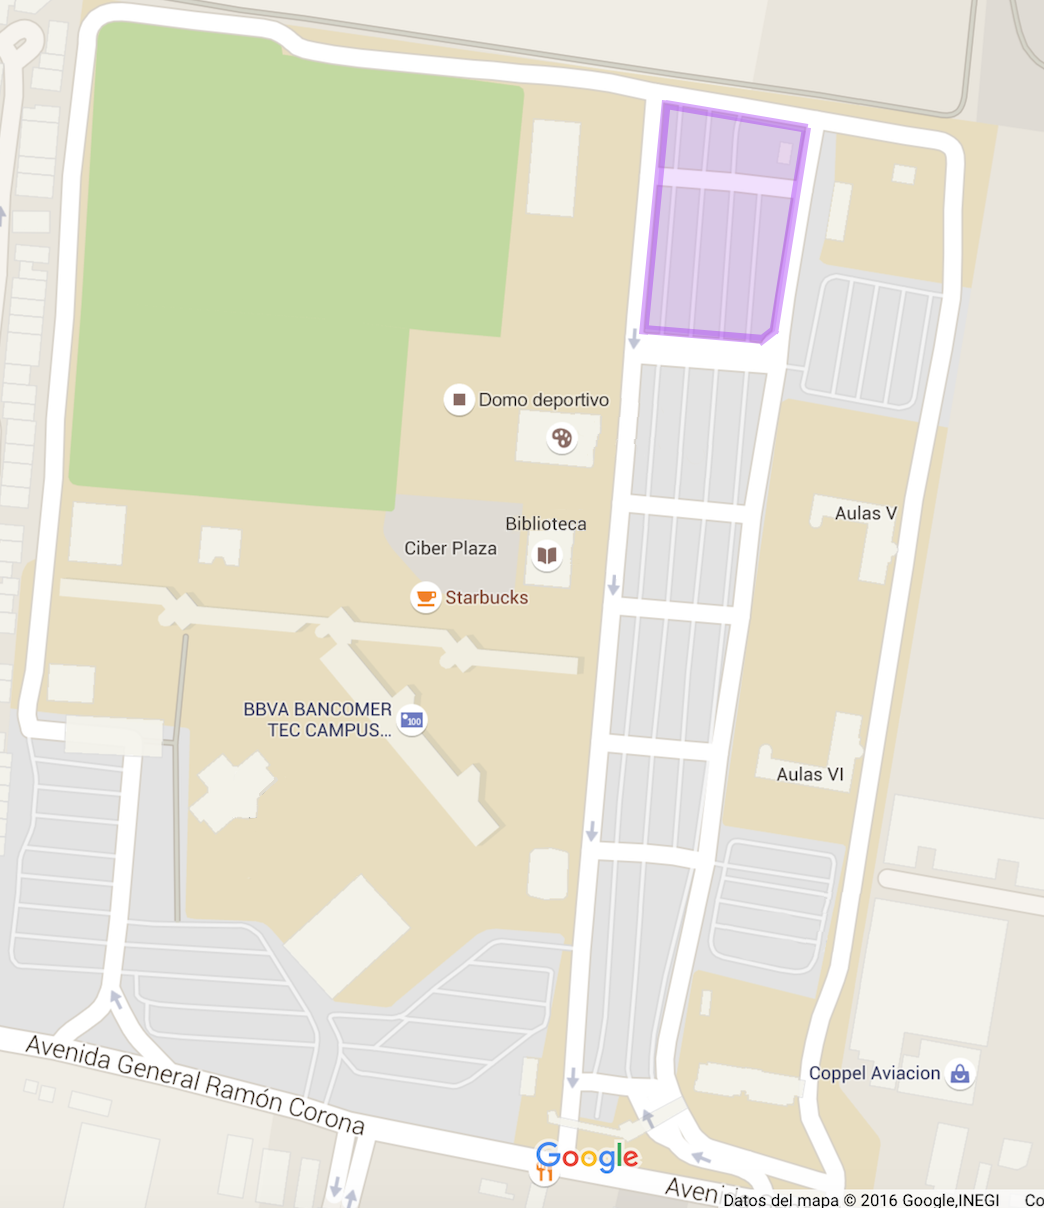 Domo deportivo
Aulas V
Biblioteca
Ciber Plaza
Starbucks
BBVA BANCOMER
TEC CAMPUS...
100
Aulas VI
Avenida General Ramón Corona
Coppel Aviacion
Google
Aveni
Datos del mapa © 2016 Google,INEGI
Co